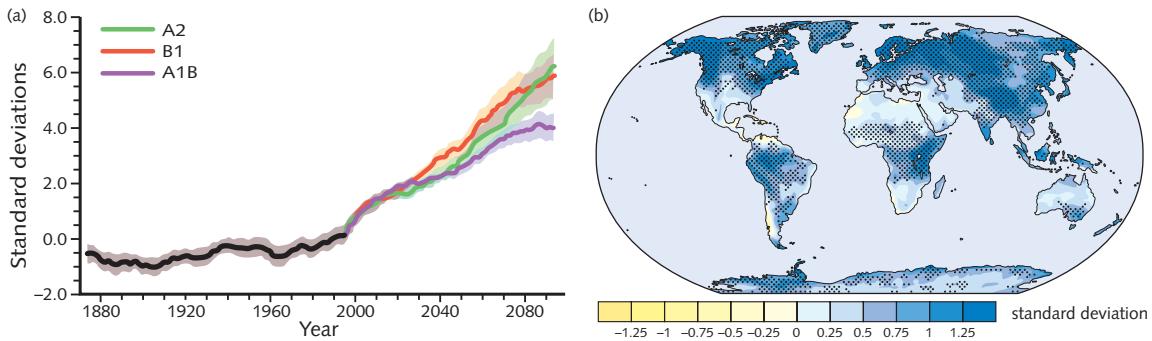 (a)
8.0
6.0
4.0
2.0
0.0
−2.0
Standard deviations
A2
B1
A1B
1880 1920 1960 2000 2040 2080
Year
(b)
−1.25 −1 −0.75 −0.5 −0.25 0 0.25 0.5 0.75 1 1.25
standard deviation